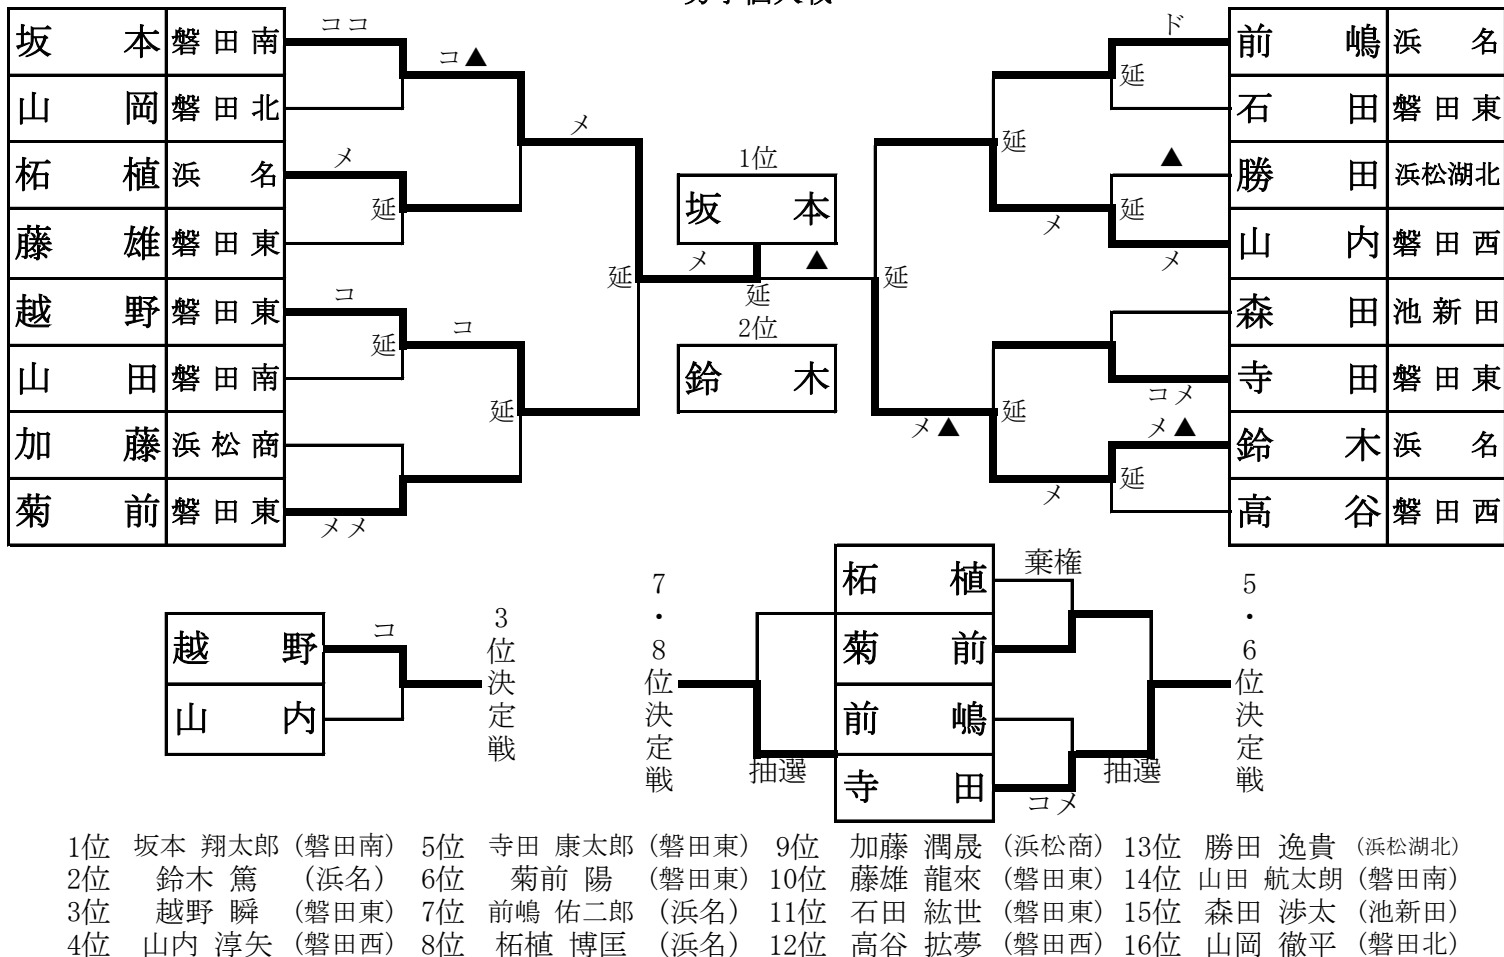 坂本 磐田南
山岡 磐田北
柘植 浜名
藤雄 磐田東
越野 磐田東
山田 磐田南
加藤 浜松商
菊前 磐田東
ココ
コ▲
メ
延
メ
コ
延
コ
延
メメ
延
メ
▲
延
1位
坂本
2位
鈴木
ド
延
延
▲
延
メ
メ
延
コメ
延
メ▲
メ▲
延
メ
前嶋 浜名
石田 磐田東
勝田 浜松湖北
山内 磐田西
森田 池新田
寺田 磐田東
鈴木 浜名
高谷 磐田西
越野
山内
コ
3位決定戦
7・8位決定戦
抽選
柘植
菊前
前嶋
寺田
棄権
コメ
抽選
5・6位決定戦
1位 坂本 翔太郎 (磐田南) 5位 寺田 康太郎 (磐田東) 9位 加藤 潤晟 (浜松商) 13位 勝田 逸貴 (浜松湖北)
2位 鈴木 篤 (浜名) 6位 菊前 陽 (磐田東) 10位 藤雄 龍來 (磐田東) 14位 山田 航太朗 (磐田南)
3位 越野 瞬 (磐田東) 7位 前嶋 佑二郎 (浜名) 11位 石田 紘世 (磐田東) 15位 森田 渉太 (池新田)
4位 山内 淳矢 (磐田西) 8位 柘植 博匡 (浜名) 12位 高谷 拡夢 (磐田西) 16位 山岡 徹平 (磐田北)